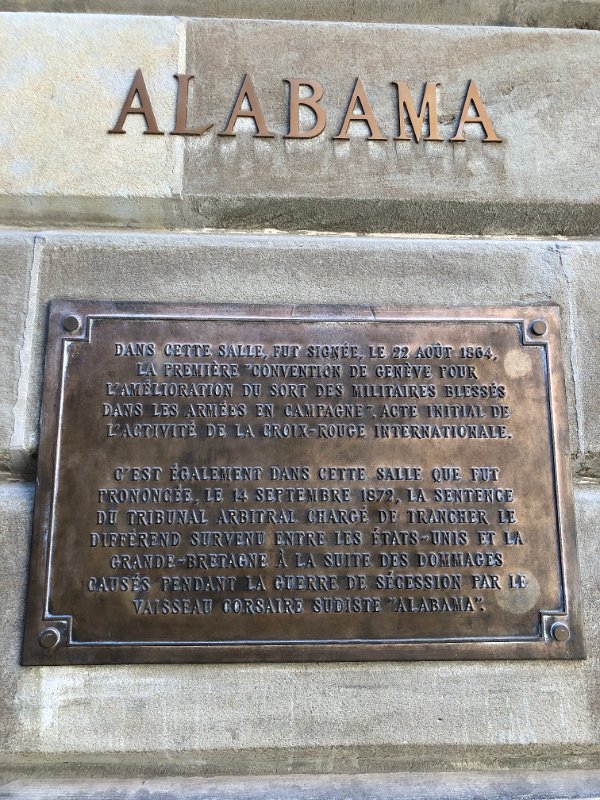 ALABAMA
DANS CETTE SALLE, FUT SIGNÉE, LE 22 AOÛT 1864,
LA PREMIÈRE "CONVENTION DE GENÈVE POUR
L'AMÉLIORATION DU SORT DES MILITAIRES BLESSÉS
DANS LES ARMÉES EN CAMPAGNE", ACTE INITIAL DE
L'ACTIVITÉ DE LA CROIX-ROUGE INTERNATIONALE.
C'EST ÉGALEMENT DANS CETTE SALLE QUE FUT
PRONONCÉE, LE 14 SEPTEMBRE 1872, LA SENTENCE
DU TRIBUNAL ARBITRAL CHARGÉ DE TRANCHER LE
DIFFÉREND SURVENU ENTRE LES ÉTATS-UNIS ET LA
GRANDE-BRETAGNE À LA SUITE DES DOMMAGES
CAUSÉS PENDANT LA GUERRE DE SÉCESSION PAR LE
VAISSEAU CORSAIRE SUDISTE "ALABAMA".